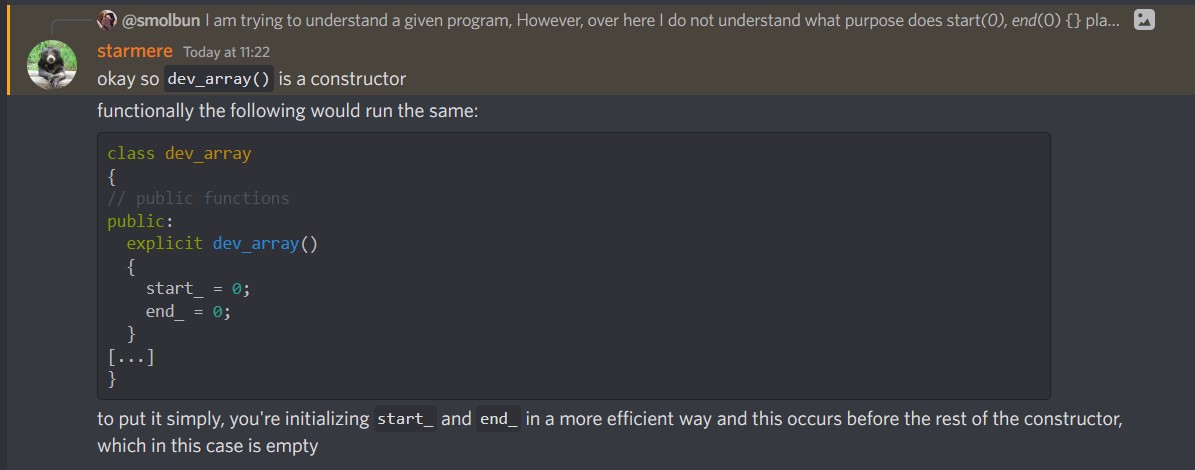 @smolbun I am trying to understand a given program, However, over here I do not understand what purpose does start(0), end(0) {} pla...
starmere Today at 11:22
okay so dev_array() is a constructor
functionally the following would run the same:
class dev_array
{
// public functions
public:
  explicit dev_array()
  {
    start_ = 0;
    end_ = 0;
  }
[...]
}
to put it simply, you're initializing start_ and end_ in a more efficient way and this occurs before the rest of the constructor,
which in this case is empty